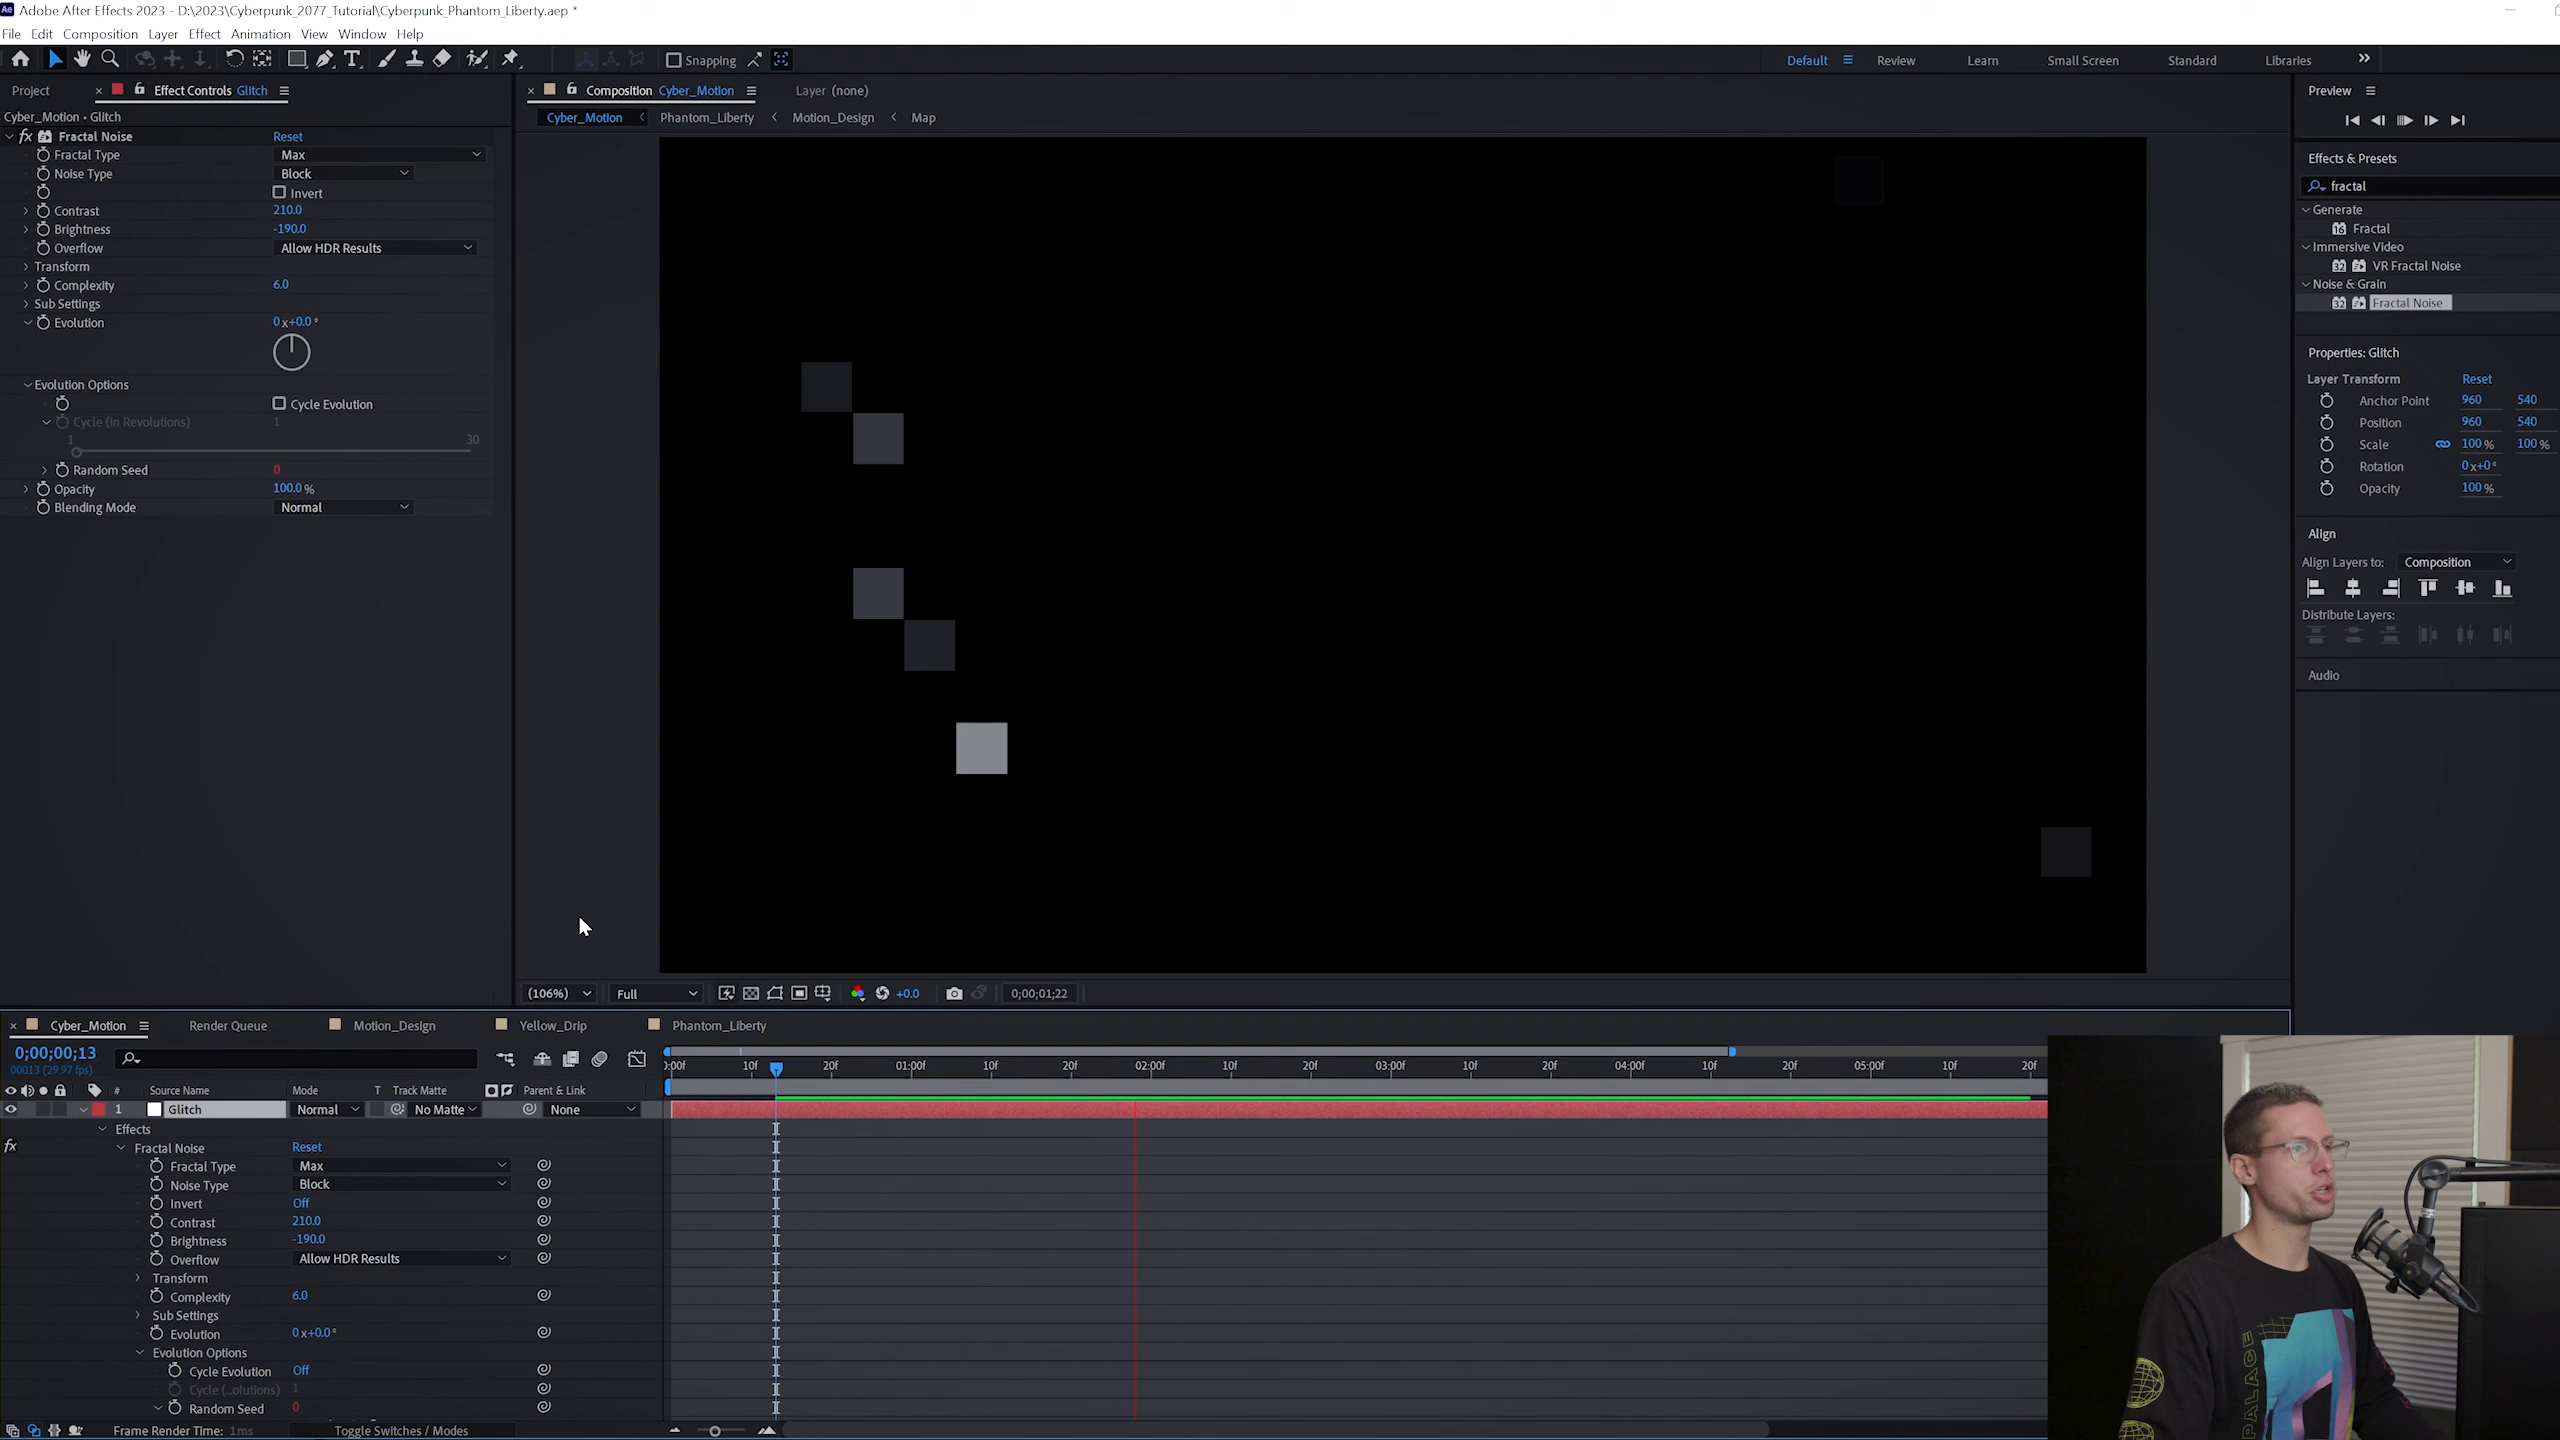 Adobe After Effects 2023 - D:\2023\Cyberpunk_2077_Tutorial\Cyberpunk_Phantom_Liberty.aep *
File Edit Composition Layer Effect Animation View Window Help
Snapping
Default Review Learn Small Screen Standard Libraries
Project Effect Controls Glitch
Cyber_Motion • Glitch
Fractal Noise Reset
Fractal Type Max
Noise Type Block
Invert
Contrast 210.0
Brightness -190.0
Overflow Allow HDR Results
Transform
Complexity 6.0
Sub Settings
Evolution 0 x+0.0 °
Evolution Options
Cycle Evolution
Cycle (in Revolutions) 1
1 30
Random Seed 0
Opacity 100.0 %
Blending Mode Normal
Composition Cyber_Motion Layer (none)
Cyber_Motion Phantom_Liberty Motion_Design Map
(106%) Full +0.0 0;00;01;22
Preview
Effects & Presets
fractal
Generate
16 Fractal
Immersive Video
32 VR Fractal Noise
Noise & Grain
32 Fractal Noise
Properties: Glitch
Layer Transform Reset
Anchor Point 960 540
Position 960 540
Scale 100 % 100 %
Rotation 0 x+0 °
Opacity 100 %
Align
Align Layers to: Composition
Distribute Layers:
Audio
Cyber_Motion Render Queue Motion_Design Yellow_Drip Phantom_Liberty
0;00;00;13
00013 (29.97 fps)
):00f 10f 20f 01:00f 10f 20f 02:00f 10f 20f 03:00f 10f 20f 04:00f 10f 20f 05:00f 10f 20f
# Source Name Mode T Track Matte Parent & Link
1 Glitch Normal No Matte None
Effects
fx Fractal Noise Reset
Fractal Type Max
Noise Type Block
Invert Off
Contrast 210.0
Brightness -190.0
Overflow Allow HDR Results
Transform
Complexity 6.0
Sub Settings
Evolution 0 x+0.0 °
Evolution Options
Cycle Evolution Off
Cycle (...olutions) 1
Random Seed 0
Frame Render Time: 1ms Toggle Switches / Modes
PALACE